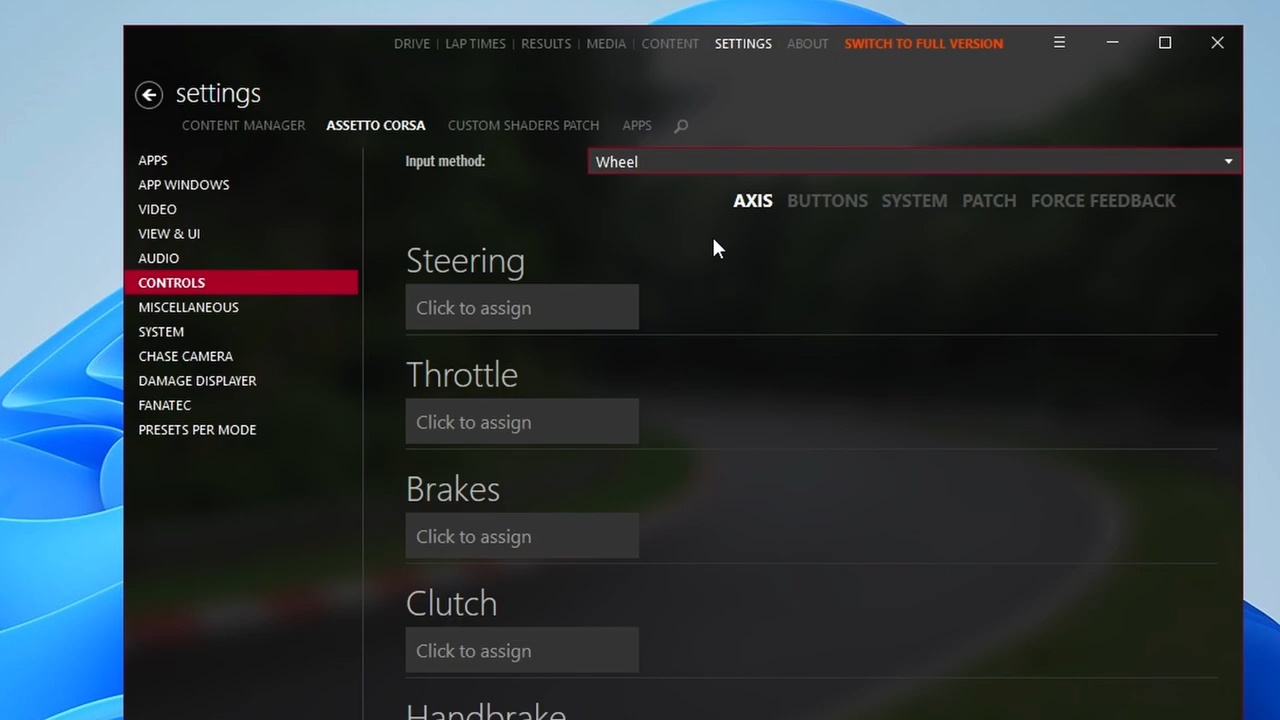 DRIVE | LAP TIMES | RESULTS | MEDIA | CONTENT SETTINGS ABOUT SWITCH TO FULL VERSION
settings
CONTENT MANAGER ASSETTO CORSA CUSTOM SHADERS PATCH APPS
APPS
APP WINDOWS
VIDEO
VIEW & UI
AUDIO
CONTROLS
MISCELLANEOUS
SYSTEM
CHASE CAMERA
DAMAGE DISPLAYER
FANATEC
PRESETS PER MODE
Input method: Wheel
AXIS BUTTONS SYSTEM PATCH FORCE FEEDBACK
Steering
Click to assign
Throttle
Click to assign
Brakes
Click to assign
Clutch
Click to assign
Handbrake